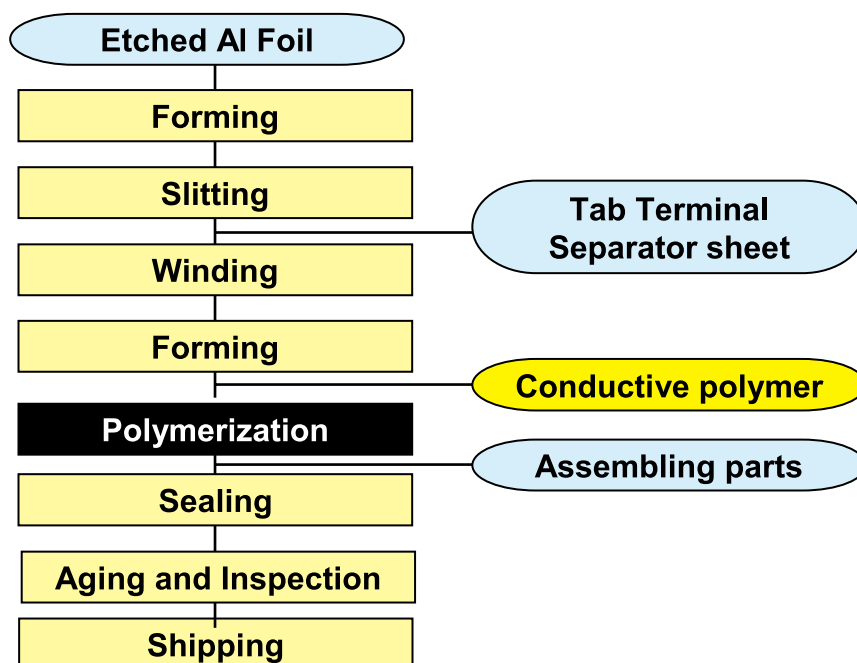 Etched Al Foil
Forming
Slitting
Tab Terminal
Separator sheet
Winding
Forming
Conductive polymer
Polymerization
Assembling parts
Sealing
Aging and Inspection
Shipping